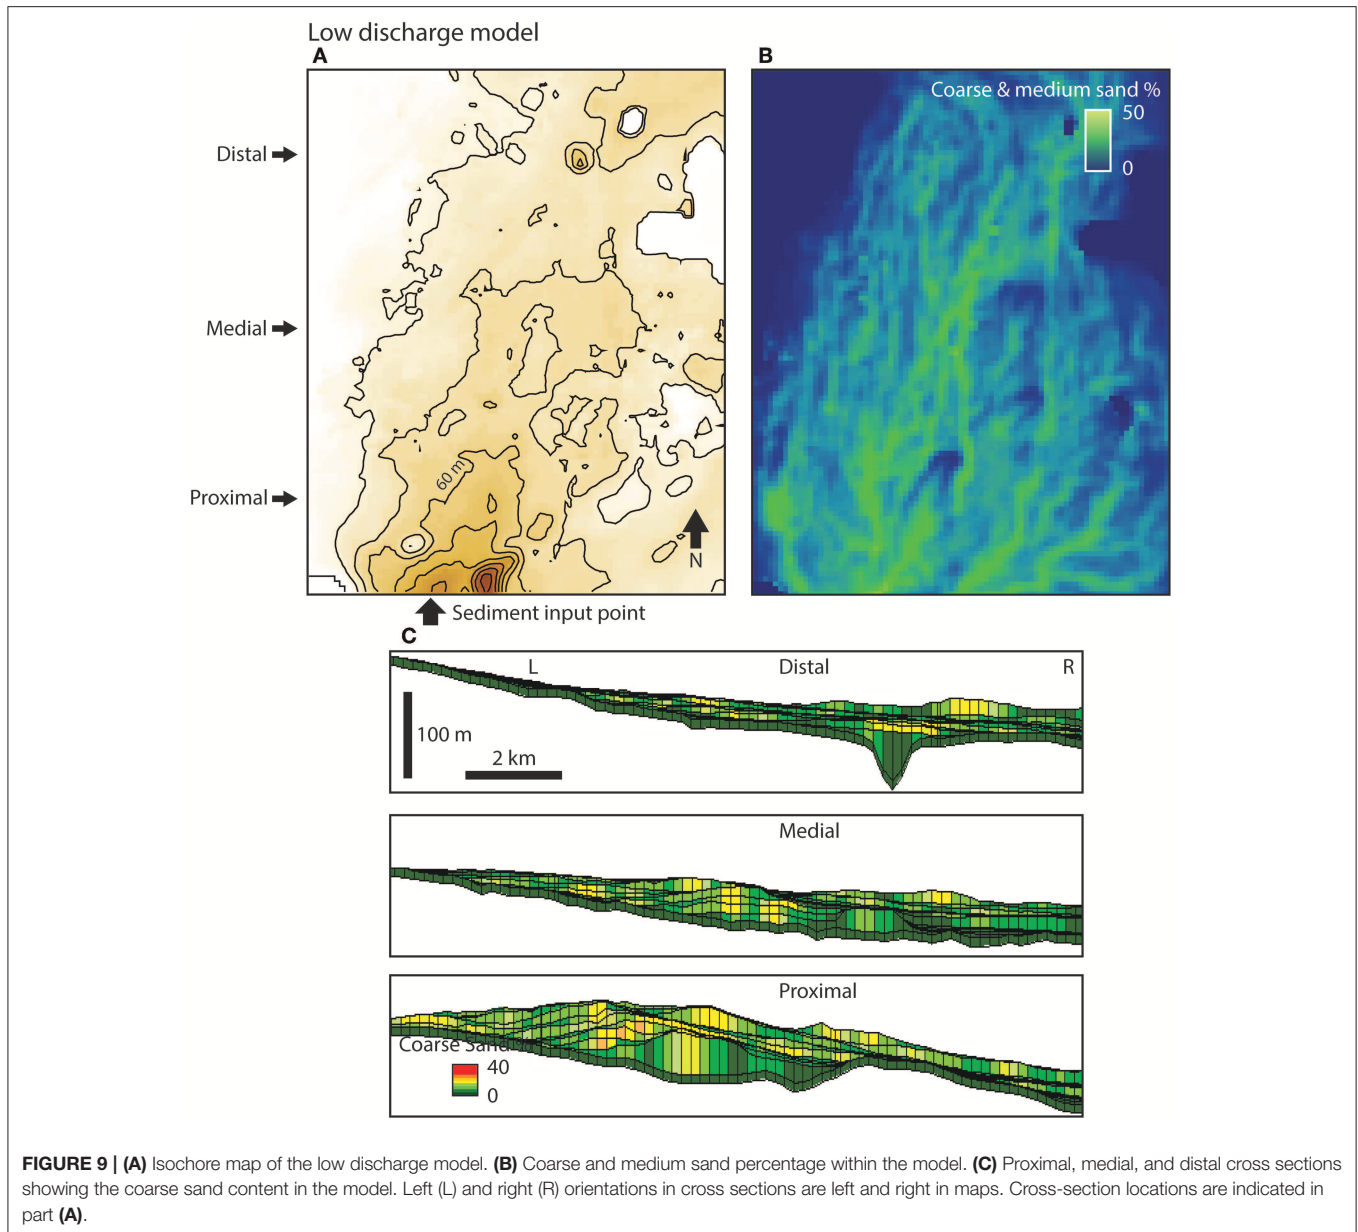 Low discharge model
A
B
Coarse & medium sand %
50
0
Distal
Medial
Proximal
60 m
N
Sediment input point
C
L
Distal
R
100 m
2 km
Medial
Proximal
Coarse Sand
40
0
FIGURE 9 | (A) Isochore map of the low discharge model. (B) Coarse and medium sand percentage within the model. (C) Proximal, medial, and distal cross sections
showing the coarse sand content in the model. Left (L) and right (R) orientations in cross sections are left and right in maps. Cross-section locations are indicated in
part (A).